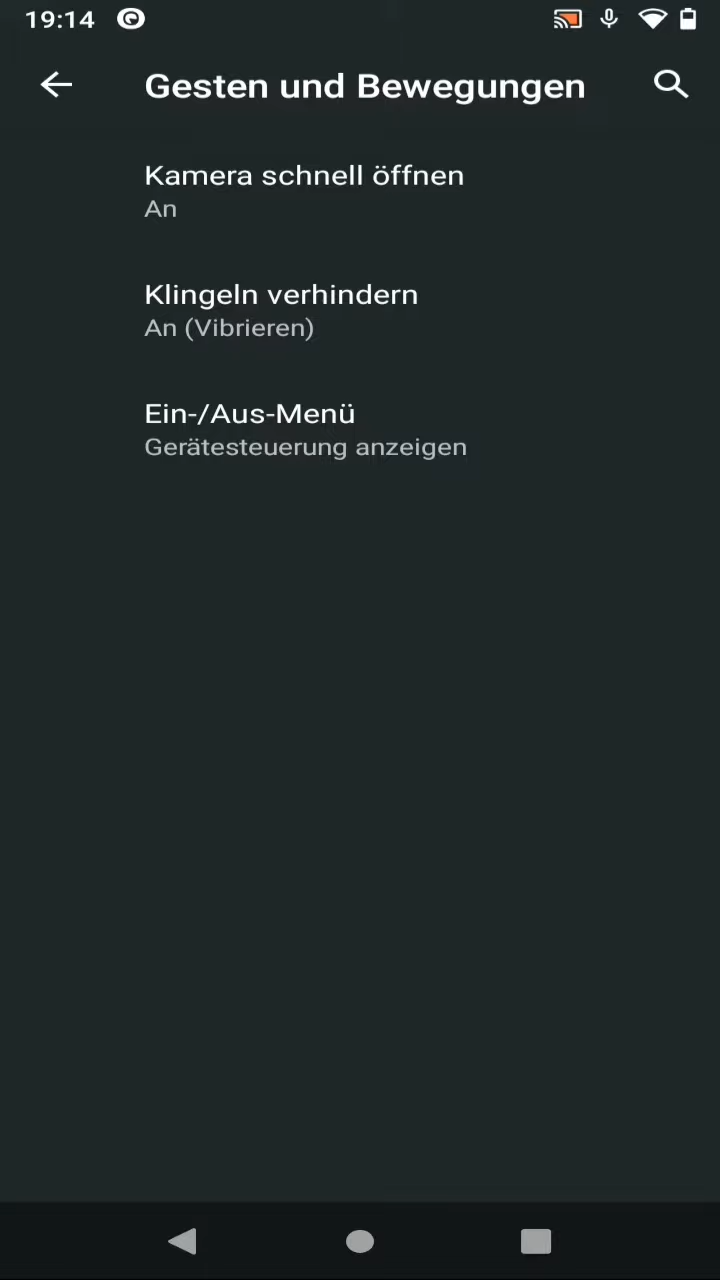 19:14
Gesten und Bewegungen
Kamera schnell öffnen
An
Klingeln verhindern
An (Vibrieren)
Ein-/Aus-Menü
Gerätesteuerung anzeigen